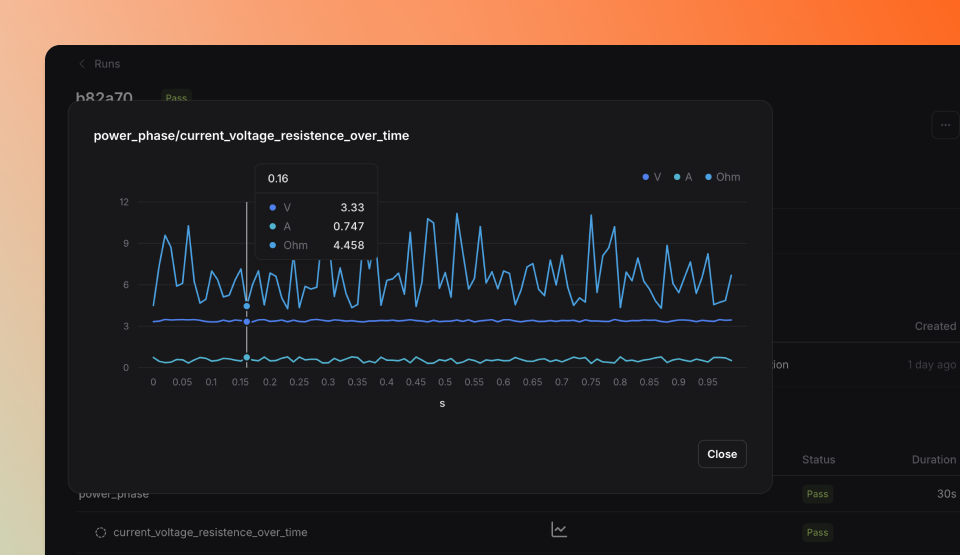 Runs
b82a70 Pass
...
power_phase/current_voltage_resistence_over_time
0.16
V A Ohm
V 3.33
A 0.747
Ohm 4.458
12
9
6
3
0
0 0.05 0.1 0.15 0.2 0.25 0.3 0.35 0.4 0.45 0.5 0.55 0.6 0.65 0.7 0.75 0.8 0.85 0.9 0.95
s
Created
1 day ago
Close
Status Duration
power_phase Pass 30s
current_voltage_resistence_over_time Pass